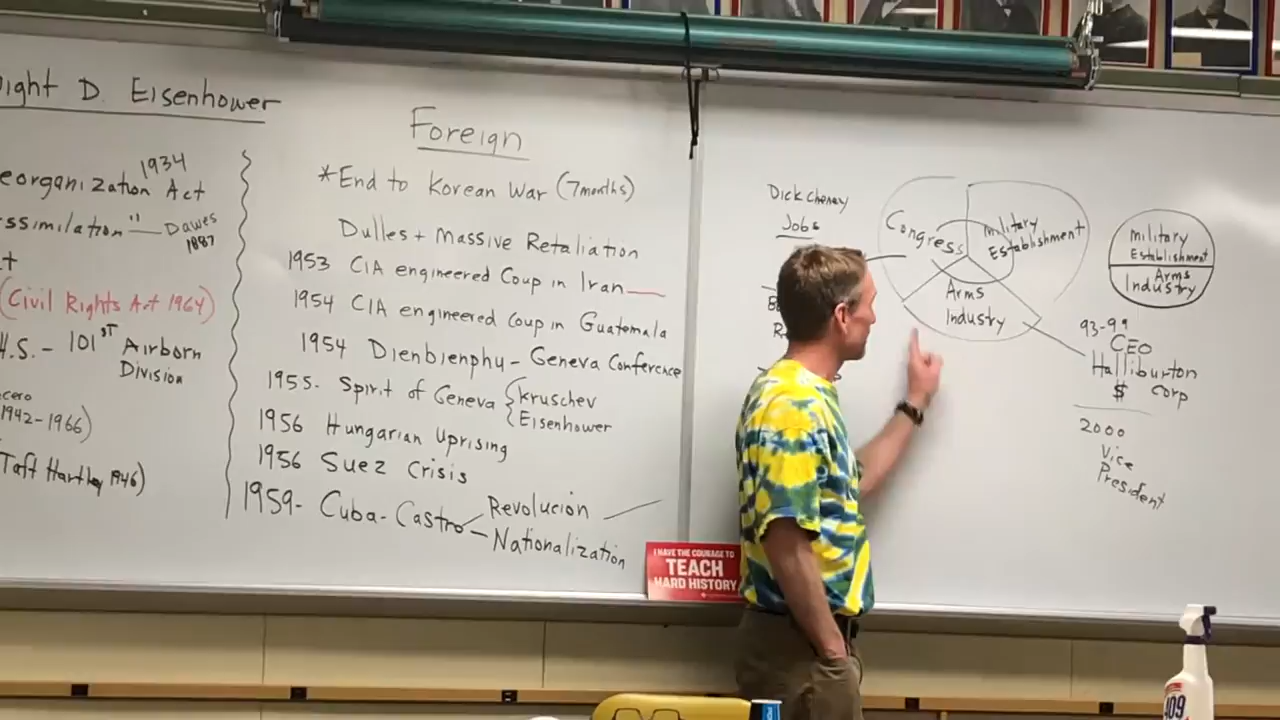 ight D. Eisenhower
1934
eorganization Act
ssimilation" — Dawes
1887
t
(Civil Rights Act 1964)
H.S. - 101ST Airborn
Division
cero
1942-1966)
Taft Hartley 1946)
Foreign
*End to Korean War (7months)
Dulles + Massive Retaliation
1953 CIA engineered Coup in Iran
1954 CIA engineered Coup in Guatemala
1954 Dienbienphu - Geneva Conference
1955. Spirit of Geneva { Kruschev
{ Eisenhower
1956 Hungarian Uprising
1956 Suez Crisis
1959- Cuba - Castro - Revolucion
- Nationalization
I HAVE THE COURAGE TO
TEACH
HARD HISTORY
Dick Cheney
Jobs
Congress
Military
Establishment
Arms
Industry
Military
Establishment
Arms
Industry
93-99
CEO
Halliburton
$ Corp
2000
Vice
President
409